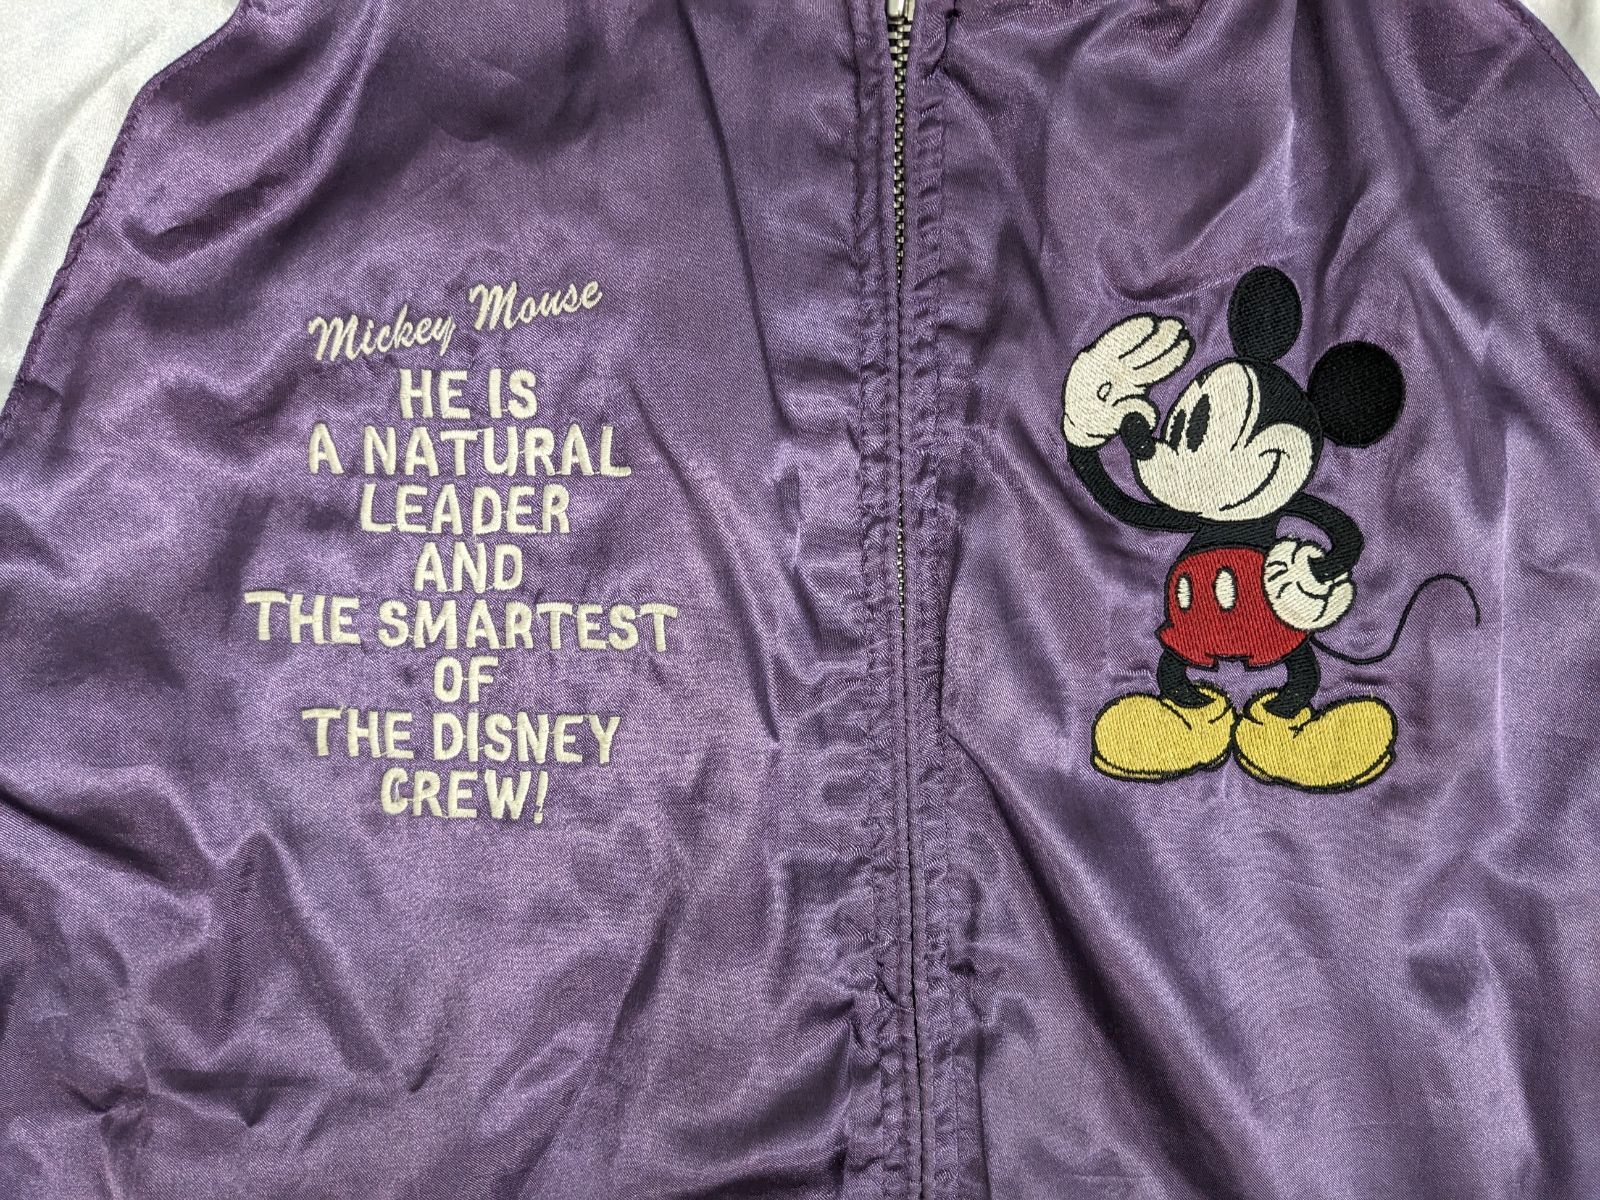 Mickey Mouse
HE IS
A NATURAL
LEADER
AND
THE SMARTEST
OF
THE DISNEY
CREW!